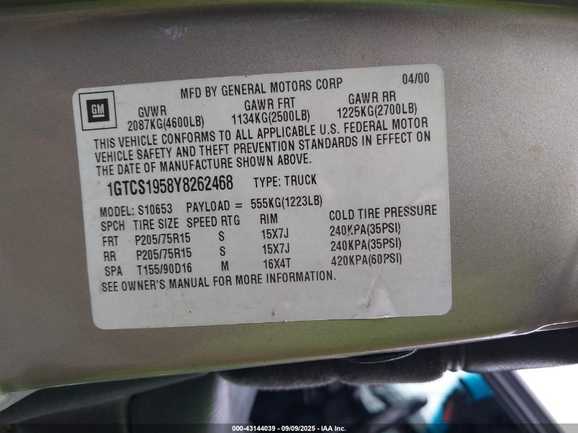 MFD BY GENERAL MOTORS CORP 04/00
GM
GVWR GAWR FRT GAWR RR
2087KG(4600LB) 1134KG(2500LB) 1225KG(2700LB)
THIS VEHICLE CONFORMS TO ALL APPLICABLE U.S. FEDERAL MOTOR
VEHICLE SAFETY AND THEFT PREVENTION STANDARDS IN EFFECT ON
THE DATE OF MANUFACTURE SHOWN ABOVE.
1GTCS1958Y8262468 TYPE: TRUCK
MODEL: S10653 PAYLOAD = 555KG(1223LB)
SPCH TIRE SIZE SPEED RTG RIM COLD TIRE PRESSURE
FRT P205/75R15 S 15X7J 240KPA(35PSI)
RR P205/75R15 S 15X7J 240KPA(35PSI)
SPA T155/90D16 M 16X4T 420KPA(60PSI)
SEE OWNER'S MANUAL FOR MORE INFORMATION.
000-43144039 - 09/09/2025 - IAA Inc.